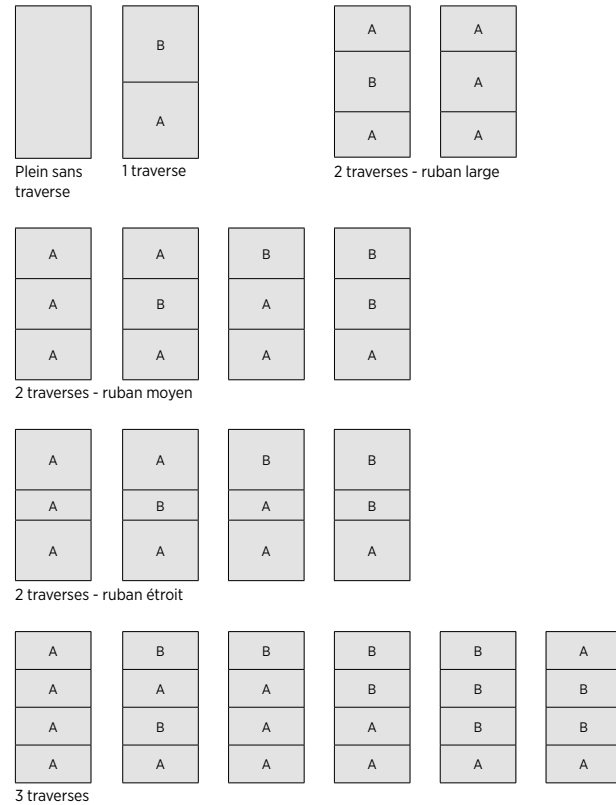 B
A
Plein sans
traverse
1 traverse
A A
B A
A A
2 traverses - ruban large
A A B B
A B A B
A A A A
2 traverses - ruban moyen
A A B B
A B A B
A A A A
2 traverses - ruban étroit
A B B B B A
A A A B B B
A B A A B B
A A A A A A
3 traverses